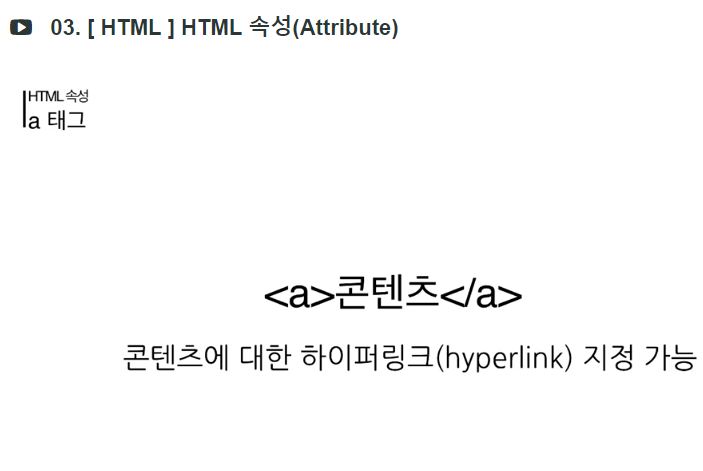 03. [ HTML ] HTML 속성(Attribute)
HTML 속성
a 태그
<a>콘텐츠</a>
콘텐츠에 대한 하이퍼링크(hyperlink) 지정 가능